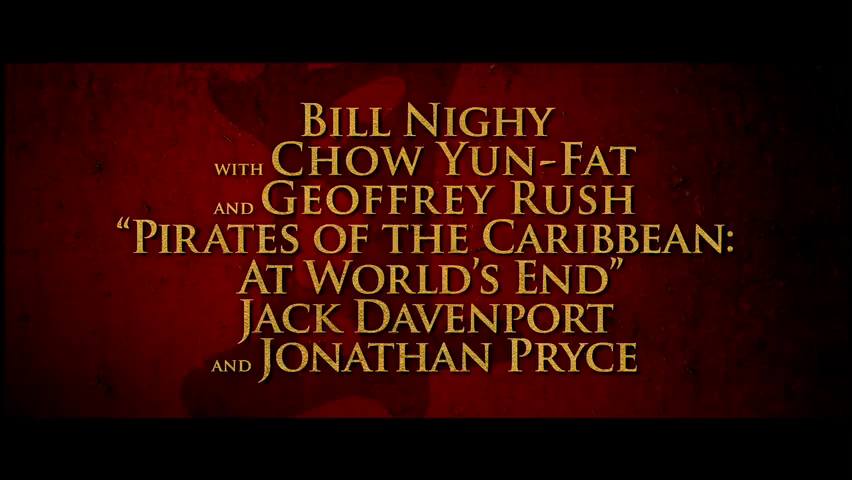 BILL NIGHY
WITH CHOW YUN-FAT
AND GEOFFREY RUSH
“PIRATES OF THE CARIBBEAN:
AT WORLD’S END”
JACK DAVENPORT
AND JONATHAN PRYCE